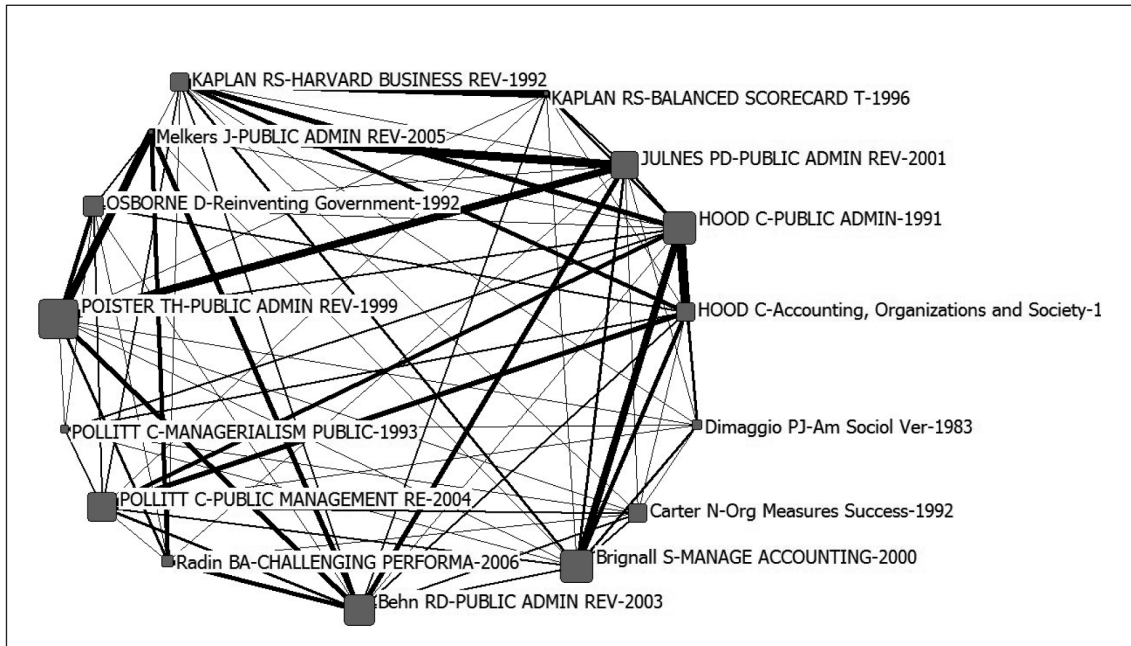 KAPLAN RS-HARVARD BUSINESS REV-1992
KAPLAN RS-BALANCED SCORECARD T-1996
Melkers J-PUBLIC ADMIN REV-2005
JULNES PD-PUBLIC ADMIN REV-2001
OSBORNE D-Reinventing Government-1992
HOOD C-PUBLIC ADMIN-1991
POISTER TH-PUBLIC ADMIN REV-1999
HOOD C-Accounting, Organizations and Society-1
POLLITT C-MANAGERIALISM PUBLIC-1993
Dimaggio PJ-Am Sociol Ver-1983
POLLITT C-PUBLIC MANAGEMENT RE-2004
Carter N-Org Measures Success-1992
Radin BA-CHALLENGING PERFORMA-2006
Brignall S-MANAGE ACCOUNTING-2000
Behn RD-PUBLIC ADMIN REV-2003